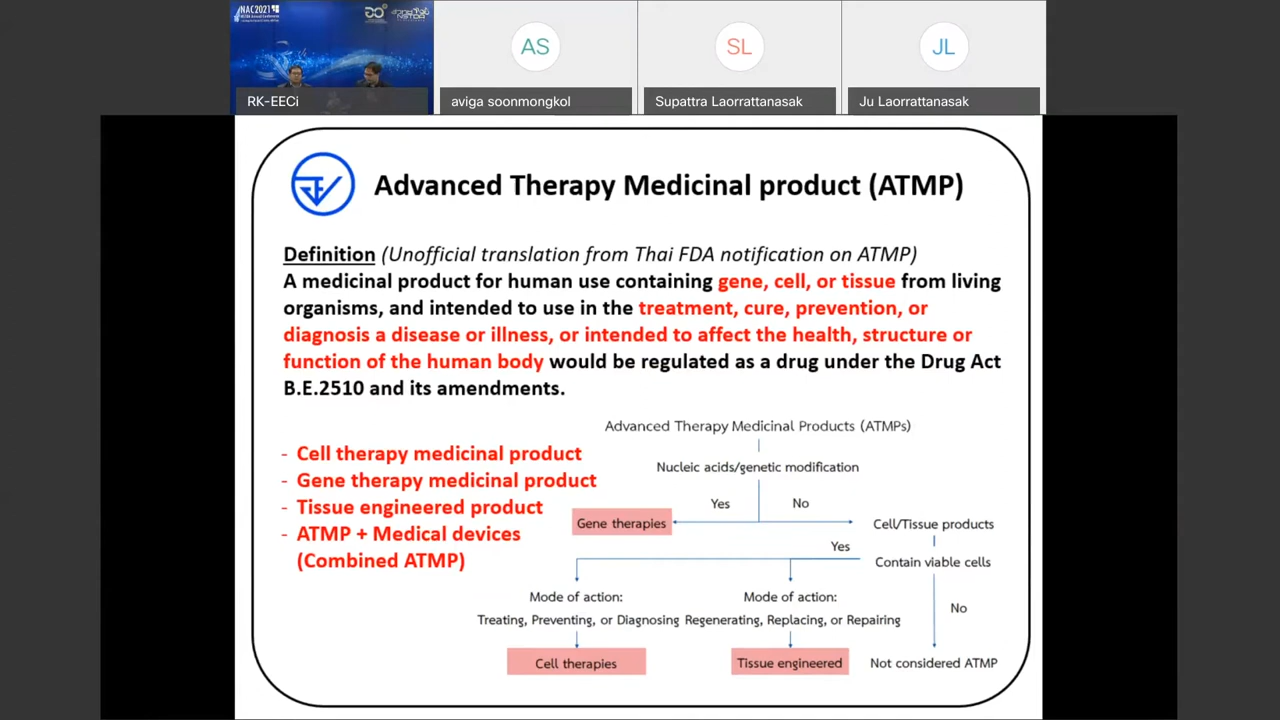 NAC2021
RK-EECi
AS
aviga soonmongkol
SL
Supattra Laorrattanasak
JL
Ju Laorrattanasak
Advanced Therapy Medicinal product (ATMP)
Definition (Unofficial translation from Thai FDA notification on ATMP)
A medicinal product for human use containing gene, cell, or tissue from living
organisms, and intended to use in the treatment, cure, prevention, or
diagnosis a disease or illness, or intended to affect the health, structure or
function of the human body would be regulated as a drug under the Drug Act
B.E.2510 and its amendments.
- Cell therapy medicinal product
- Gene therapy medicinal product
- Tissue engineered product
- ATMP + Medical devices
(Combined ATMP)
Advanced Therapy Medicinal Products (ATMPs)
Nucleic acids/genetic modification
Yes
No
Gene therapies
Cell/Tissue products
Yes
Contain viable cells
Mode of action:
Treating, Preventing, or Diagnosing
Mode of action:
Regenerating, Replacing, or Repairing
No
Cell therapies
Tissue engineered
Not considered ATMP